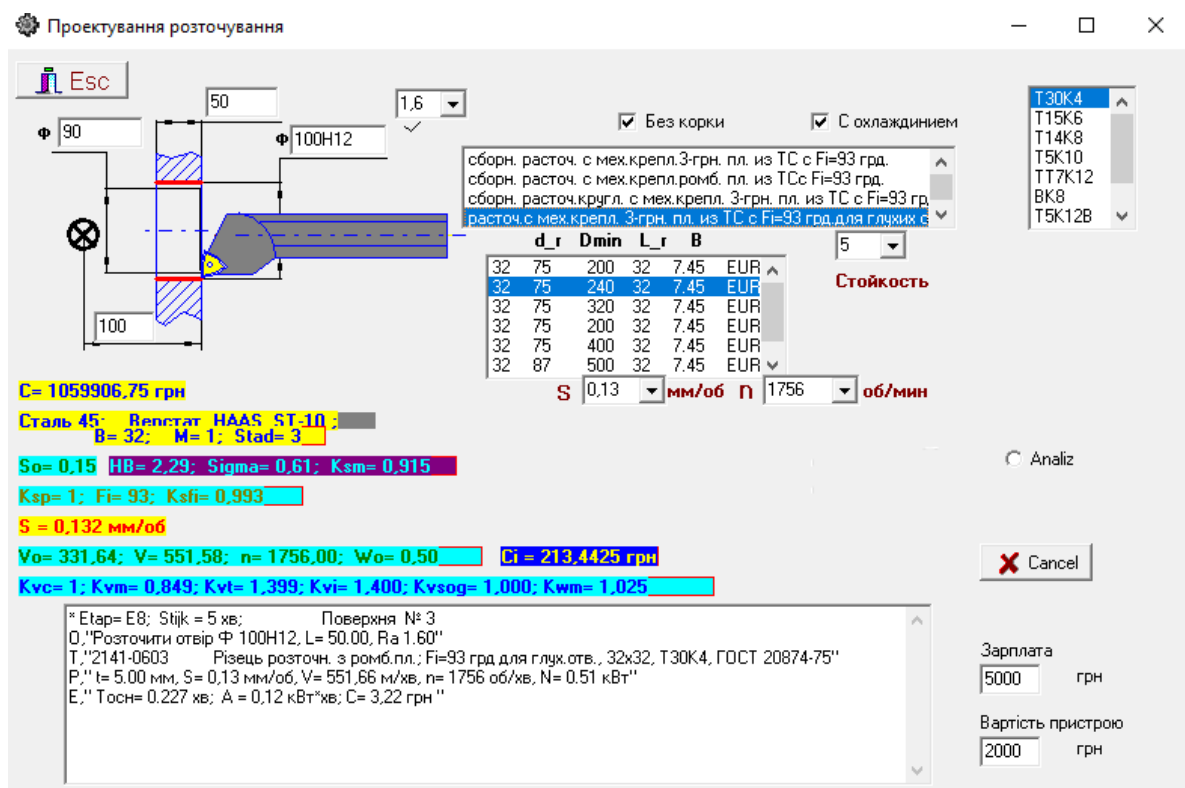 Проектування розточування
Esc
50
1,6
Ф 90
Ф 100H12
100
Без корки
С охлаждинием
T30K4
T15K6
T14K8
T5K10
TT7K12
BK8
T5K12B
сборн. расточ. с мех.крепл.3-грн. пл. из ТС с Fi=93 грд.
сборн. расточ. с мех.крепл.ромб. пл. из ТСс Fi=93 грд.
сборн. расточ.кругл. с мех.крепл. 3-грн. пл. из ТС с Fi=93 гр
расточ.с мех.крепл. 3-грн. пл. из ТС с Fi=93 грд.для глухих с
d_r Dmin L_r B
32 75 200 32 7.45 EUR
32 75 240 32 7.45 EUR
32 75 320 32 7.45 EUR
32 75 200 32 7.45 EUR
32 75 400 32 7.45 EUR
32 87 500 32 7.45 EUR
5
Стойкость
S 0,13 мм/об n 1756 об/мин
C= 1059906,75 грн
Сталь 45; Верстат HAAS ST-10 ;
B= 32; M= 1; Stad= 3
So= 0,15 HB= 2,29; Sigma= 0,61; Ksm= 0,915
Ksp= 1; Fi= 93; Ksfi= 0,993
S = 0,132 мм/об
Vo= 331,64; V= 551,58; n= 1756,00; Wo= 0,50 Ci = 213,4425 грн
Kvc= 1; Kvm= 0,849; Kvt= 1,399; Kvi= 1,400; Kvsog= 1,000; Kwm= 1,025
Analiz
Cancel
* Etap= E8; Stijk = 5 хв; Поверхня № 3
O,"Розточити отвір Ф 100H12, L= 50.00, Ra 1.60"
T,"2141-0603 Різець розточн. з ромб.пл.; Fi=93 грд для глух.отв., 32x32, T30K4, ГОСТ 20874-75"
P," t= 5.00 мм, S= 0,13 мм/об, V= 551,66 м/хв, n= 1756 об/хв, N= 0.51 кВт"
E," Тосн= 0.227 хв; A = 0,12 кВт*хв; C= 3,22 грн "
Зарплата
5000 грн
Вартість пристрою
2000 грн